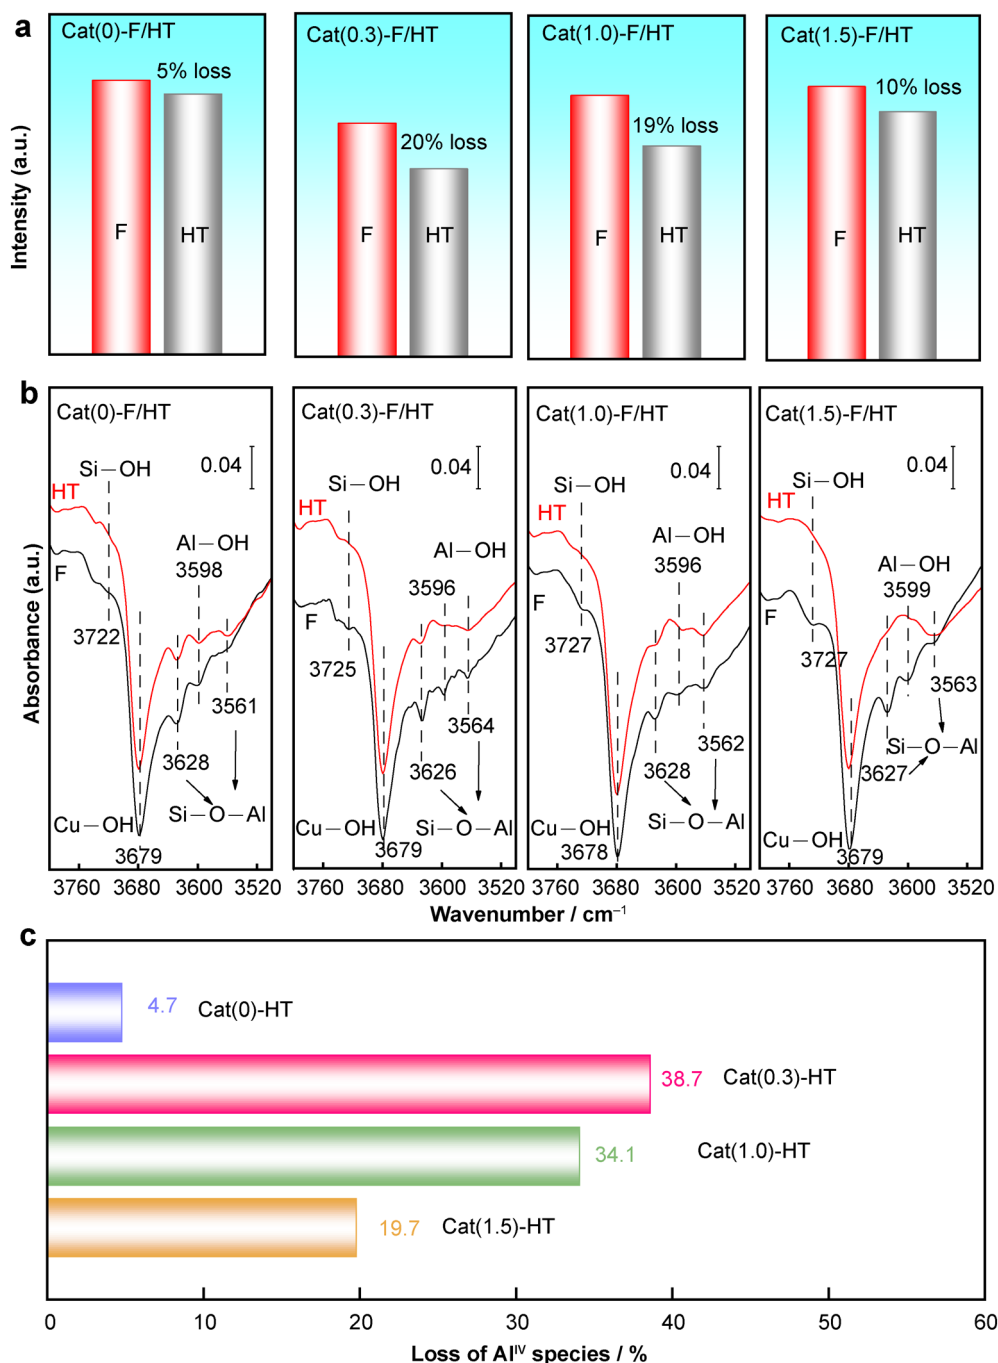 a
Cat(0)-F/HT
5% loss
F
HT
Cat(0.3)-F/HT
20% loss
F
HT
Cat(1.0)-F/HT
19% loss
F
HT
Cat(1.5)-F/HT
10% loss
F
HT
Intensity (a.u.)
b
Cat(0)-F/HT
0.04
Si—OH
HT
Al—OH
3598
F
3722
3561
3628
Si—O—Al
Cu—OH
3679
3760 3680 3600 3520
Cat(0.3)-F/HT
0.04
Si—OH
HT
Al—OH
3596
F
3725
3564
3626
Si—O—Al
Cu—OH
3679
3760 3680 3600 3520
Cat(1.0)-F/HT
0.04
Si—OH
HT
Al—OH
3596
F
3727
3562
3628
Si—O—Al
Cu—OH
3678
3760 3680 3600 3520
Cat(1.5)-F/HT
0.04
Si—OH
HT
Al—OH
3599
F
3727
3563
Si—O—Al
3627
Cu—OH
3679
3760 3680 3600 3520
Absorbance (a.u.)
Wavenumber / cm⁻¹
c
4.7 Cat(0)-HT
38.7 Cat(0.3)-HT
34.1 Cat(1.0)-HT
19.7 Cat(1.5)-HT
0 10 20 30 40 50 60
Loss of Alᴵⱽ species / %